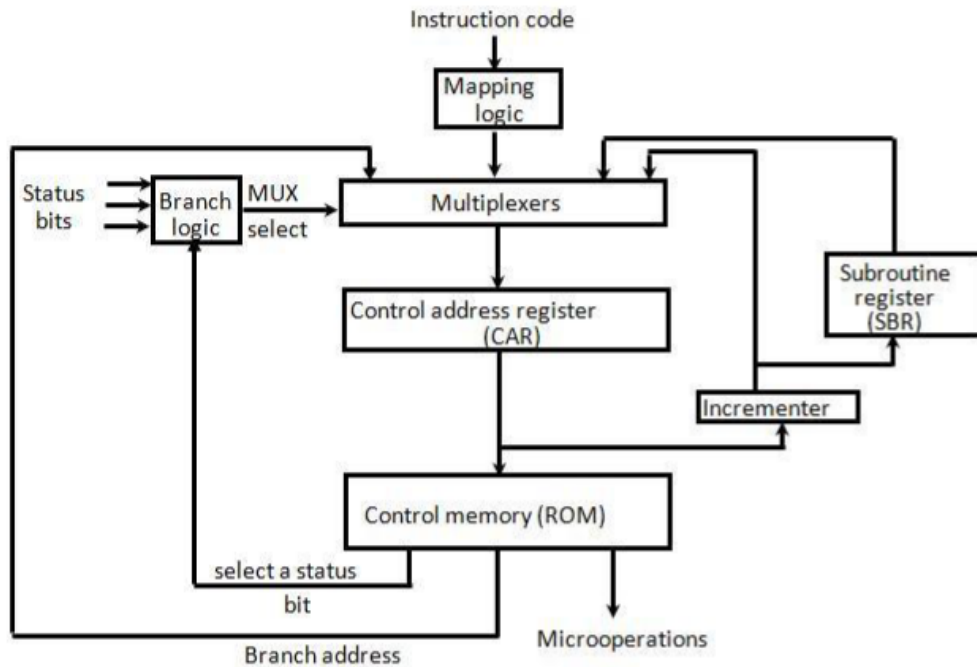 Instruction code
Mapping
logic
Status
bits
Branch
logic
MUX
select
Multiplexers
Control address register
(CAR)
Subroutine
register
(SBR)
Incrementer
Control memory (ROM)
select a status
bit
Microoperations
Branch address